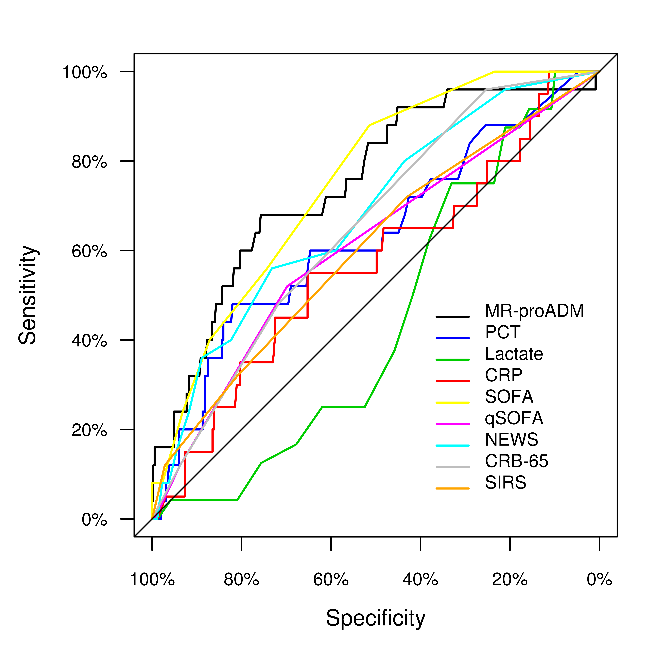 100%
80%
60%
40%
20%
0%
Sensitivity
MR-proADM
PCT
Lactate
CRP
SOFA
qSOFA
NEWS
CRB-65
SIRS
100% 80% 60% 40% 20% 0%
Specificity